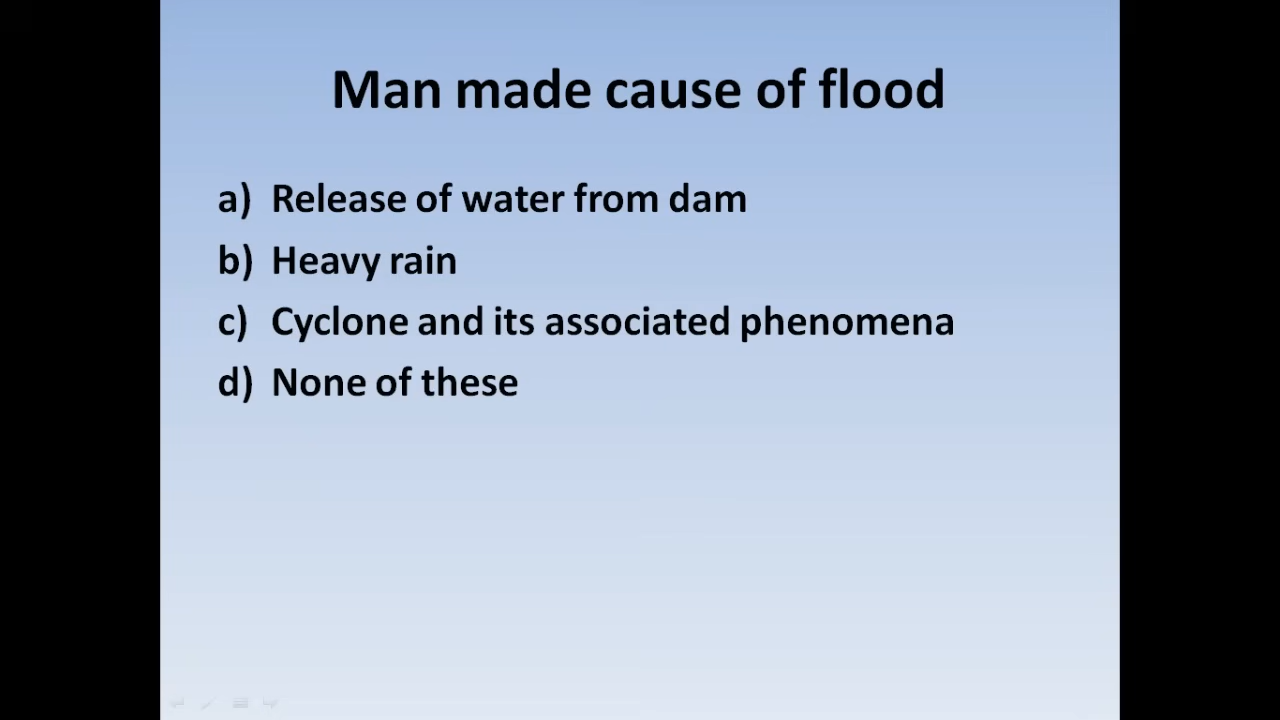 Man made cause of flood
a) Release of water from dam
b) Heavy rain
c) Cyclone and its associated phenomena
d) None of these